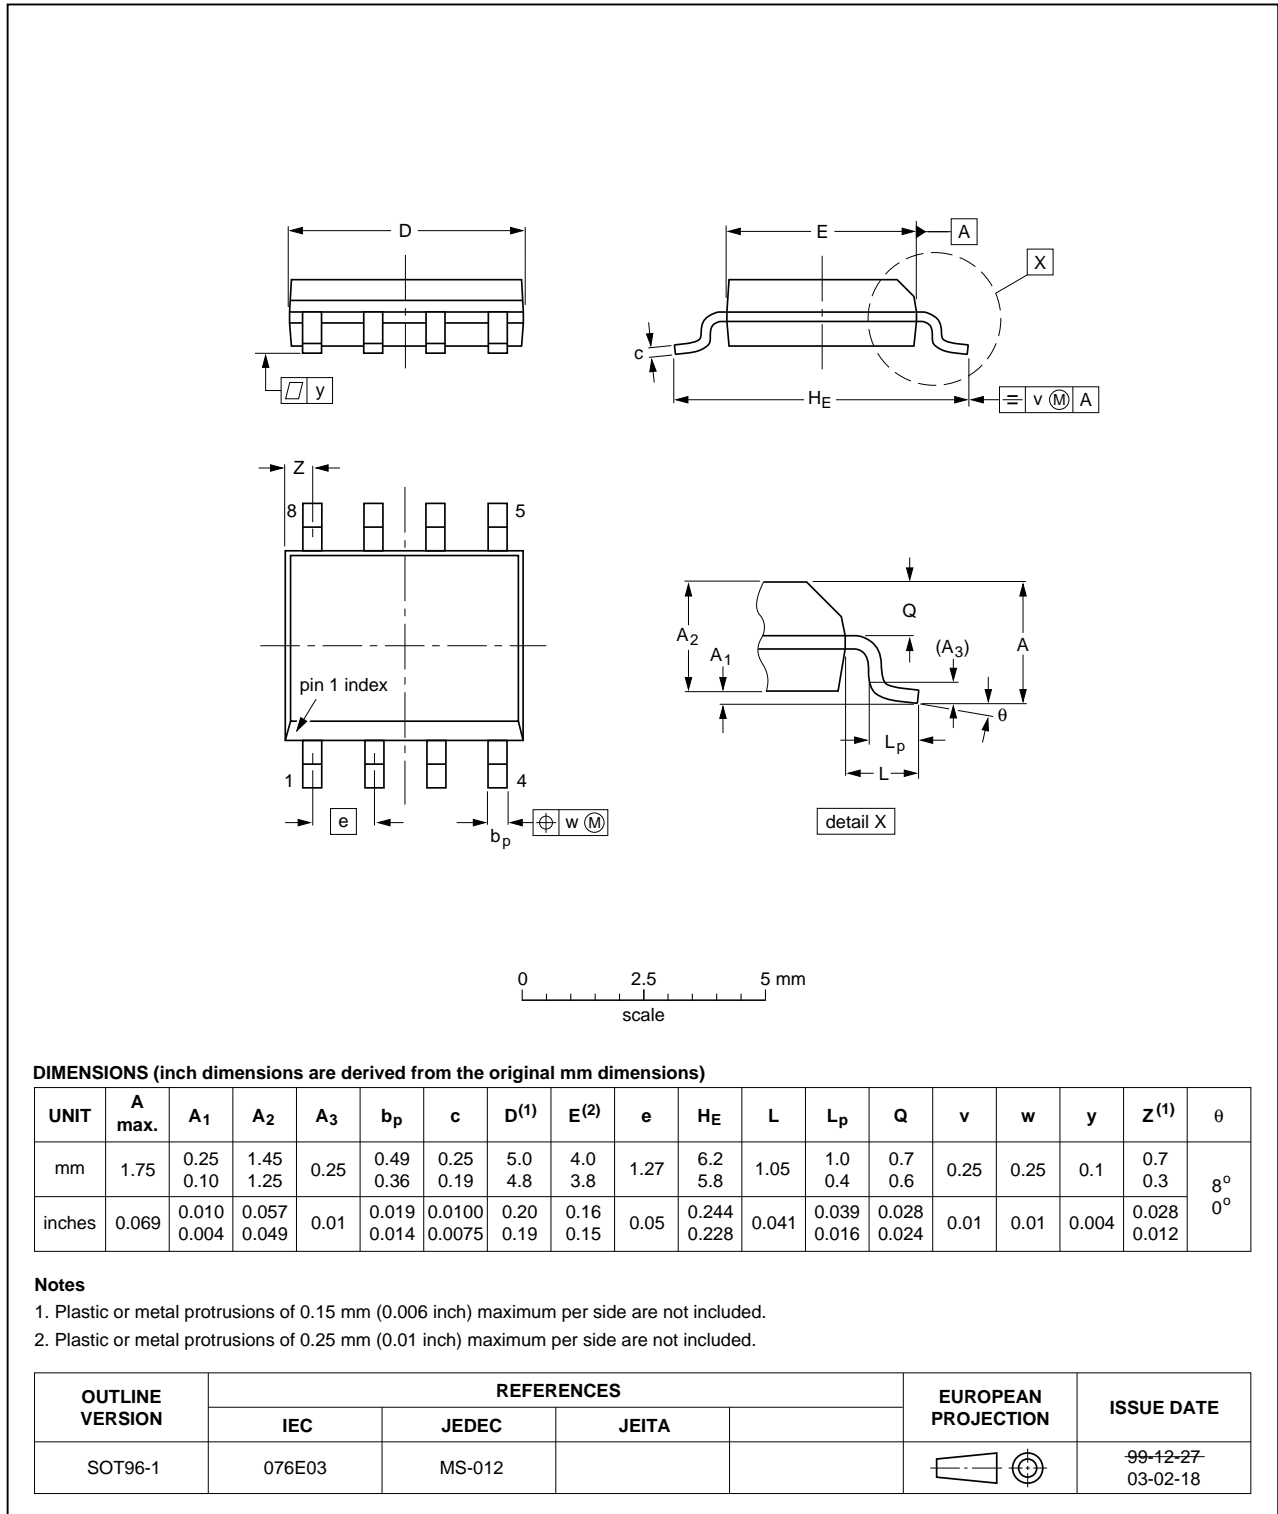 D
E
A
X
c
y
HE
v M A
Z
8
5
pin 1 index
1
4
e
bp
w M
A2
A1
Q
(A3)
A
θ
Lp
L
detail X
0 2.5 5 mm
scale
DIMENSIONS (inch dimensions are derived from the original mm dimensions)
UNIT A max. A1 A2 A3 bp c D(1) E(2) e HE L Lp Q v w y Z(1) θ
mm 1.75 0.25 0.10 1.45 1.25 0.25 0.49 0.36 0.25 0.19 5.0 4.8 4.0 3.8 1.27 6.2 5.8 1.05 1.0 0.4 0.7 0.6 0.25 0.25 0.1 0.7 0.3 8° 0°
inches 0.069 0.010 0.004 0.057 0.049 0.01 0.019 0.014 0.0100 0.0075 0.20 0.19 0.16 0.15 0.05 0.244 0.228 0.041 0.039 0.016 0.028 0.024 0.01 0.01 0.004 0.028 0.012
Notes
1. Plastic or metal protrusions of 0.15 mm (0.006 inch) maximum per side are not included.
2. Plastic or metal protrusions of 0.25 mm (0.01 inch) maximum per side are not included.
OUTLINE VERSION REFERENCES EUROPEAN PROJECTION ISSUE DATE
IEC JEDEC JEITA
SOT96-1 076E03 MS-012 99-12-27
03-02-18